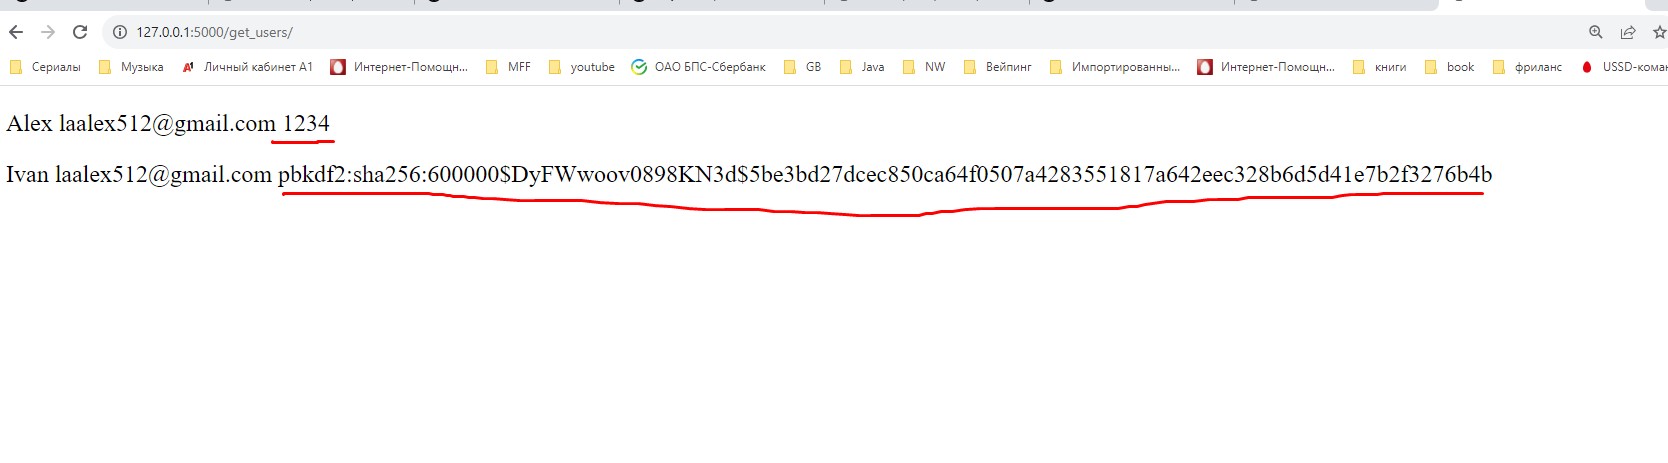 127.0.0.1:5000/get_users/
Сериалы Музыка Личный кабинет А1 Интернет-Помощн... MFF youtube ОАО БПС-Сбербанк GB Java NW Вейпинг Импортированны... Интернет-Помощн... книги book фриланс USSD-кома
Alex laalex512@gmail.com 1234
Ivan laalex512@gmail.com pbkdf2:sha256:600000$DyFWwoov0898KN3d$5be3bd27dcec850ca64f0507a4283551817a642eec328b6d5d41e7b2f3276b4b